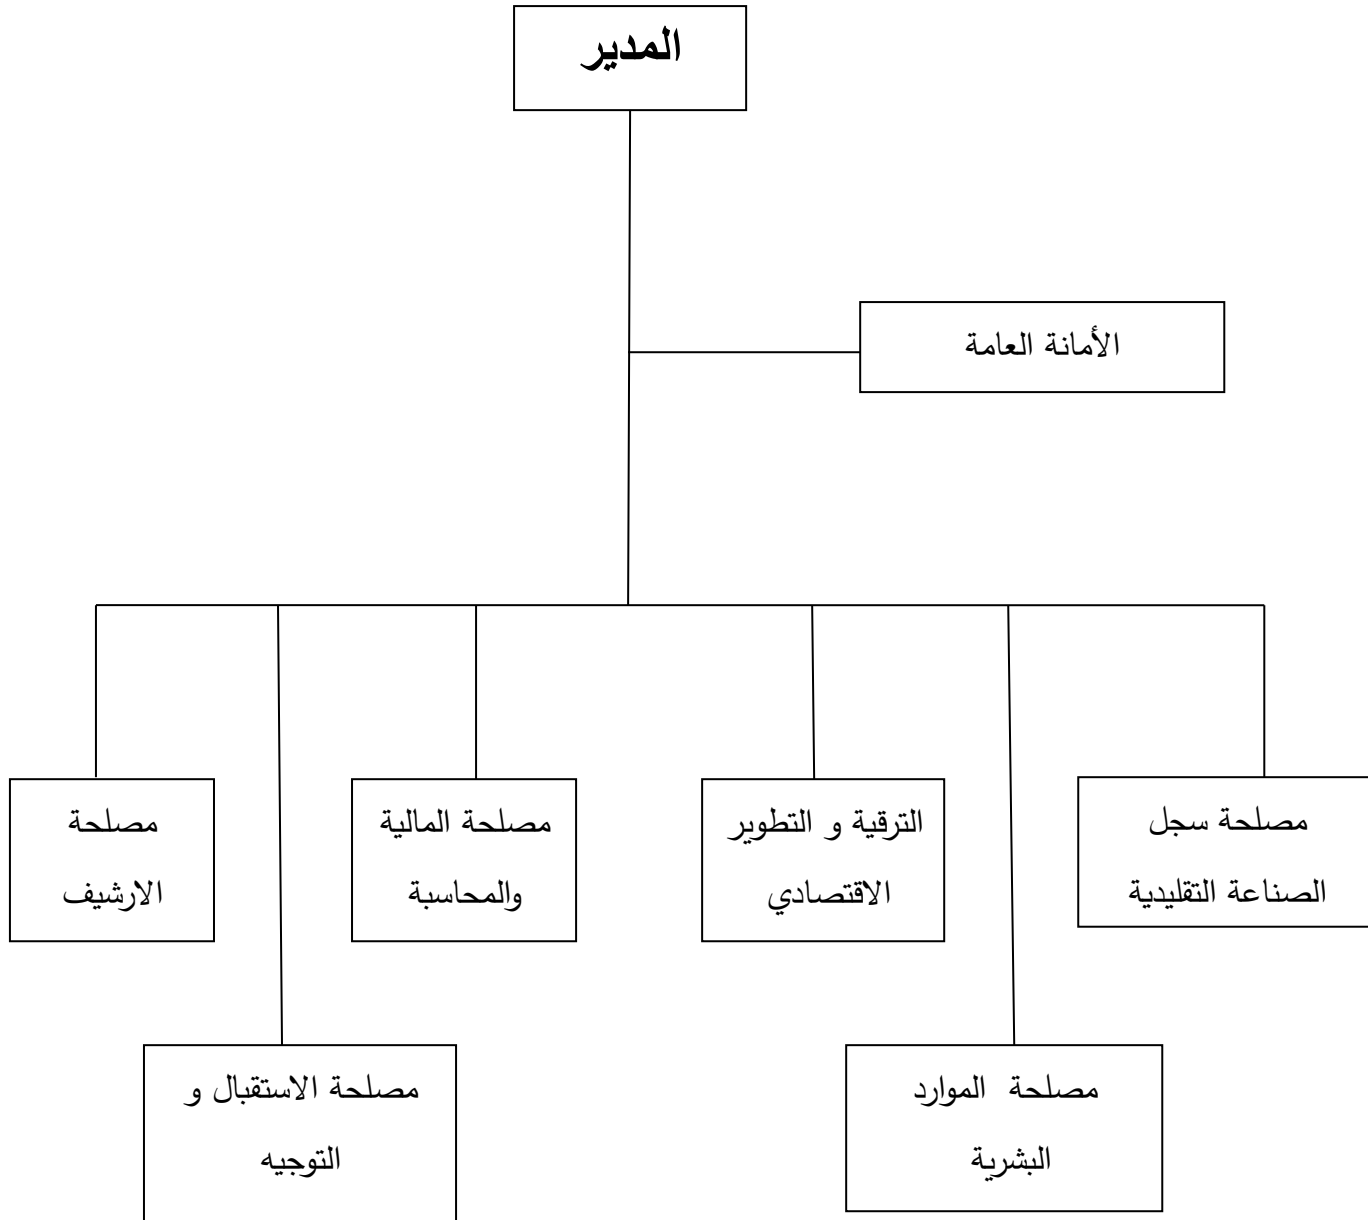 المدير
الأمانة العامة
مصلحة سجل
الصناعة التقليدية
الترقية و التطوير
الاقتصادي
مصلحة المالية
والمحاسبة
مصلحة
الارشيف
مصلحة الموارد
البشرية
مصلحة الاستقبال و
التوجيه